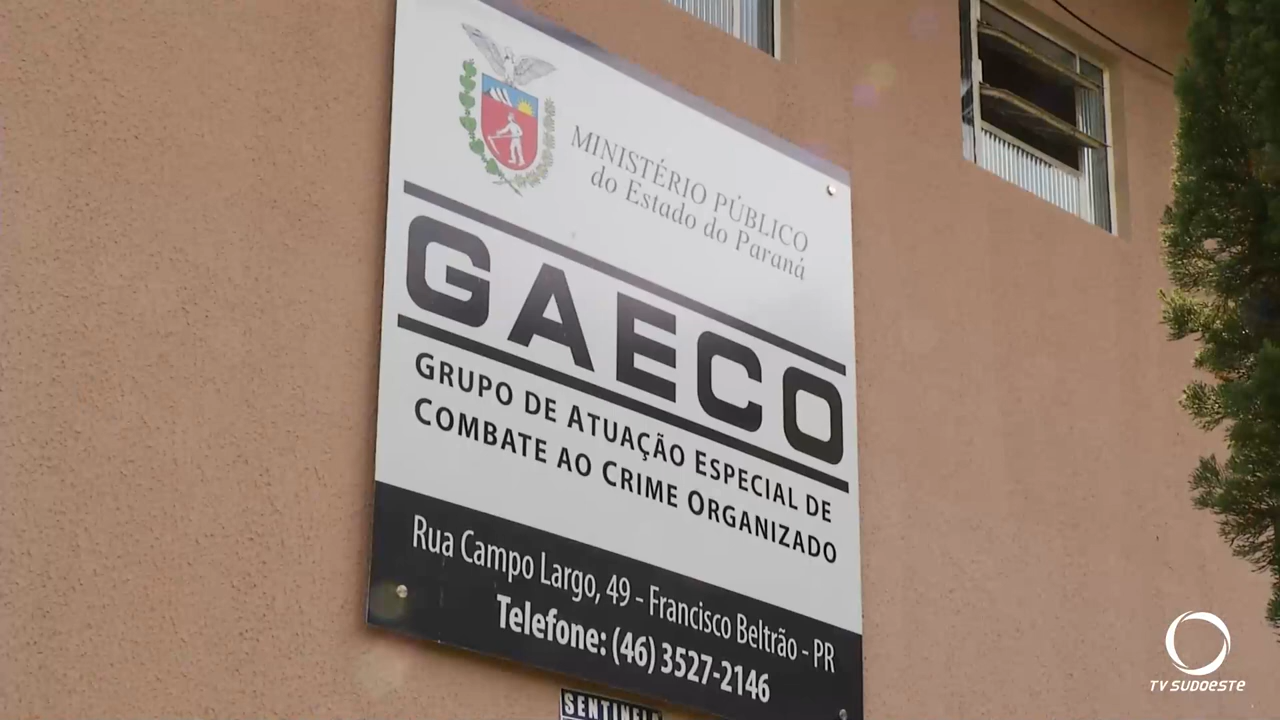 MINISTÉRIO PÚBLICO
do Estado do Paraná
GAECO
GRUPO DE ATUAÇÃO ESPECIAL DE
COMBATE AO CRIME ORGANIZADO
Rua Campo Largo, 49 - Francisco Beltrão - PR
Telefone: (46) 3527-2146
TV SUDOESTE